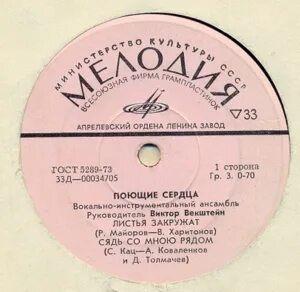 МИНИСТЕРСТВО КУЛЬТУРЫ СССР
МЕЛОДИЯ
ВСЕСОЮЗНАЯ ФИРМА ГРАМПЛАСТИНОК
33
АПРЕЛЕВСКИЙ ОРДЕНА ЛЕНИНА ЗАВОД
ГОСТ 5289-73
33Д—00034705
1 сторона
Гр. 3. 0-70
ПОЮЩИЕ СЕРДЦА
Вокально-инструментальный ансамбль
Руководитель Виктор Векштейн
ЛИСТЬЯ ЗАКРУЖАТ
(Р. Майоров—В. Харитонов)
СЯДЬ СО МНОЮ РЯДОМ
(С. Кац—А. Коваленков
и Д. Толмачев)